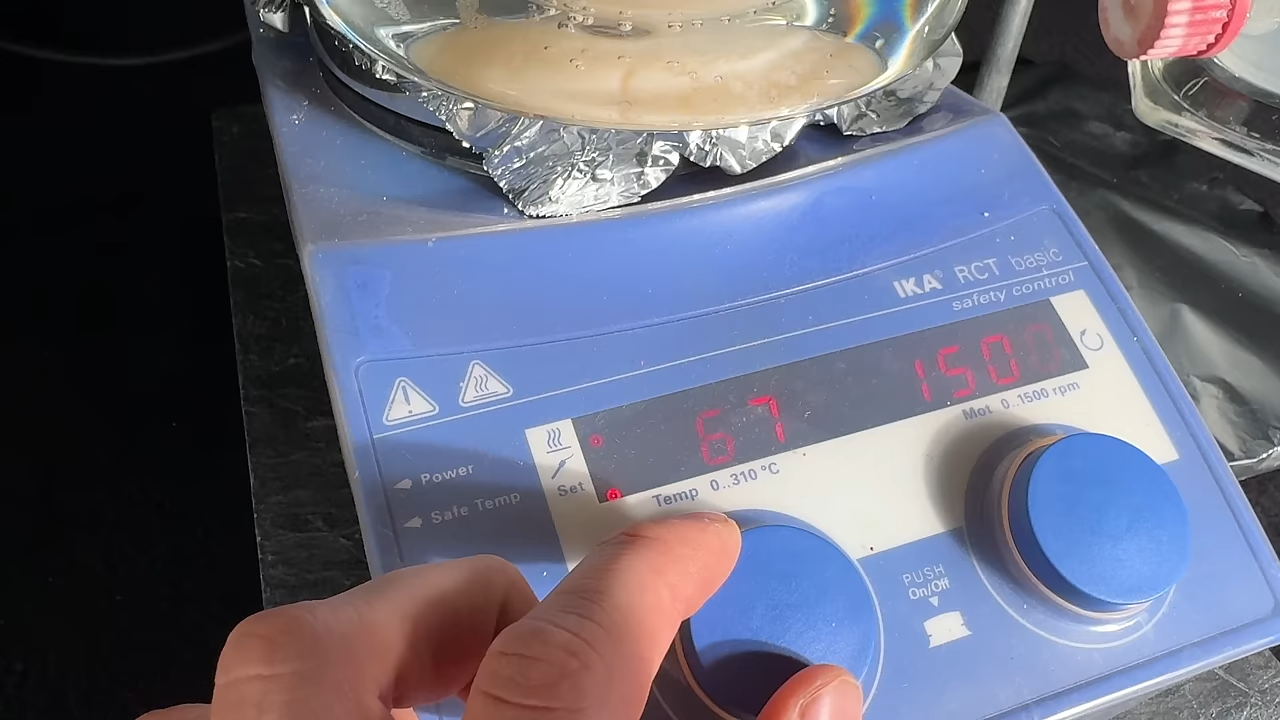 IKA® RCT basic
safety control
67
150
Mot 0..1500 rpm
Set
Temp 0..310 °C
Power
Safe Temp
PUSH
On/Off